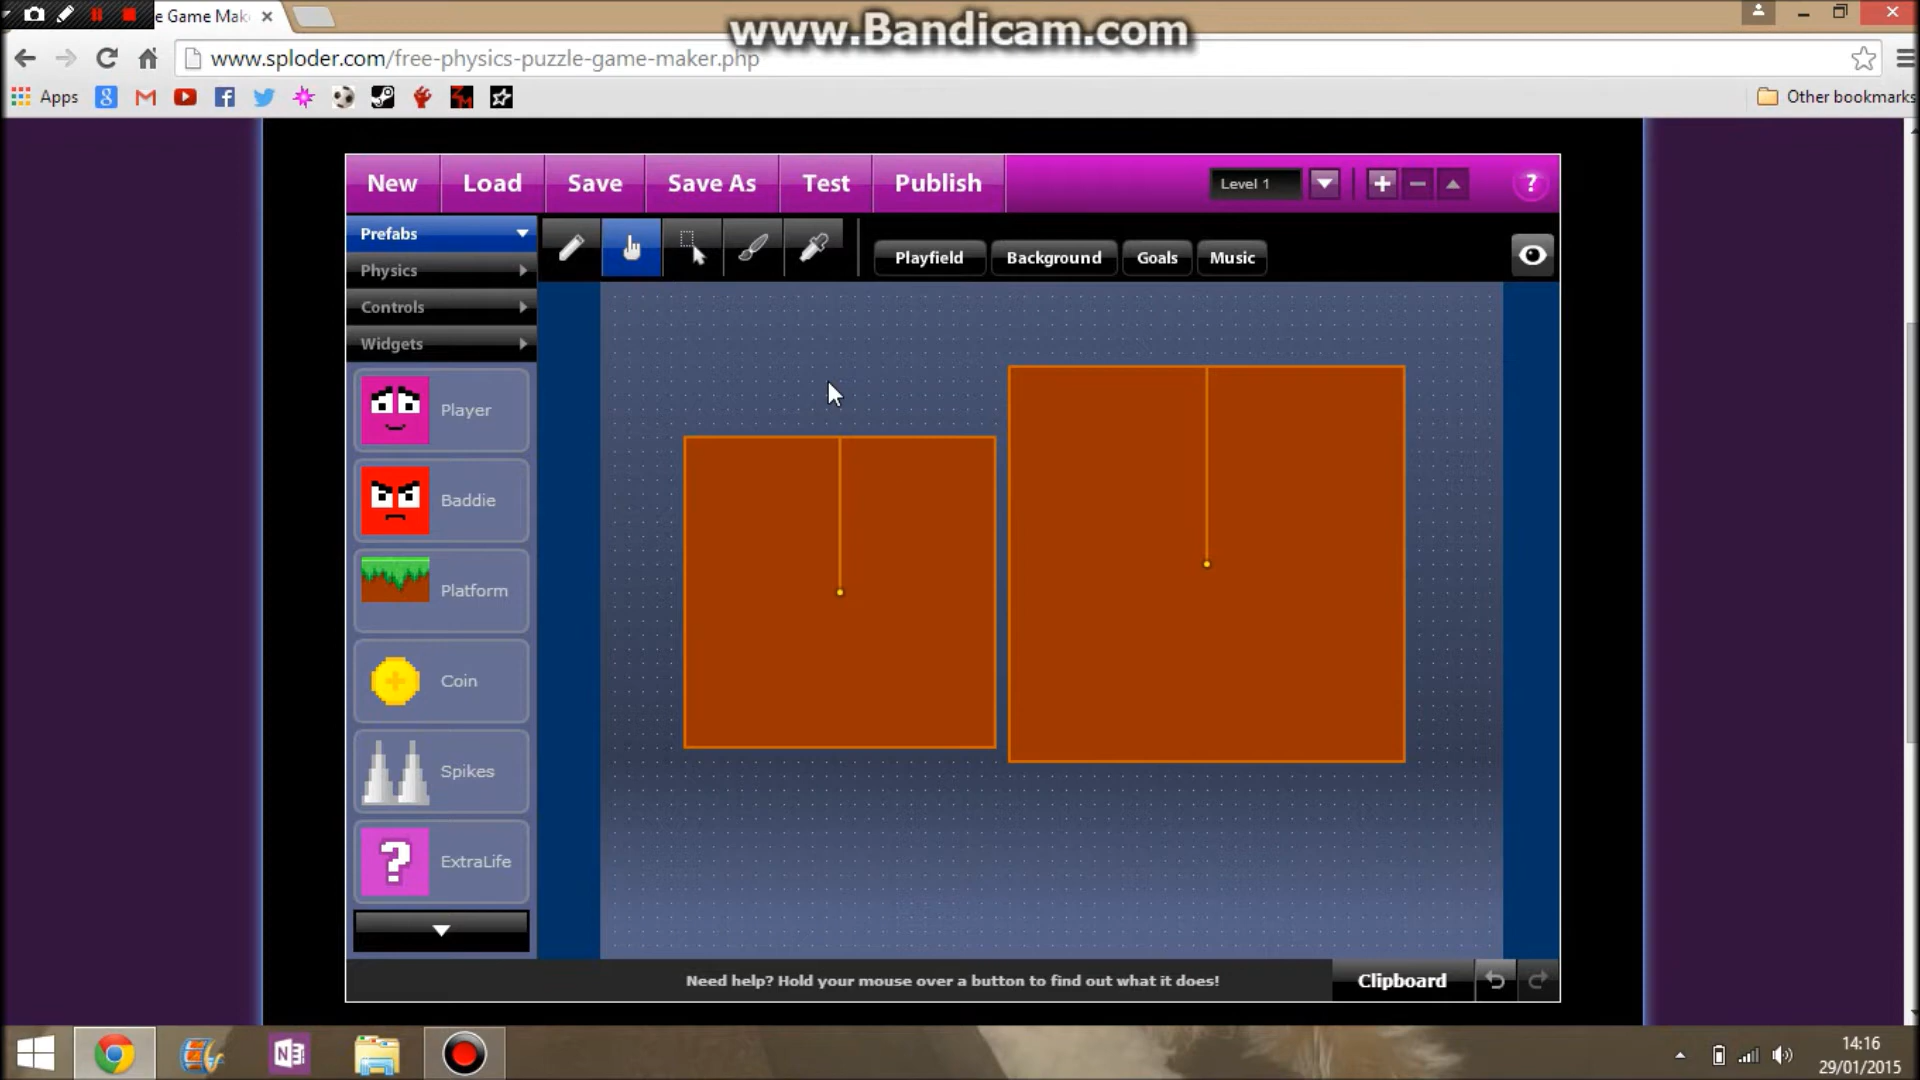 e Game Mak
www.Bandicam.com
www.sploder.com/free-physics-puzzle-game-maker.php
Apps
Other bookmarks
New Load Save Save As Test Publish Level 1 ?
Prefabs
Physics
Controls
Widgets
Playfield Background Goals Music
Player
Baddie
Platform
Coin
Spikes
ExtraLife
Need help? Hold your mouse over a button to find out what it does!
Clipboard
14:16
29/01/2015